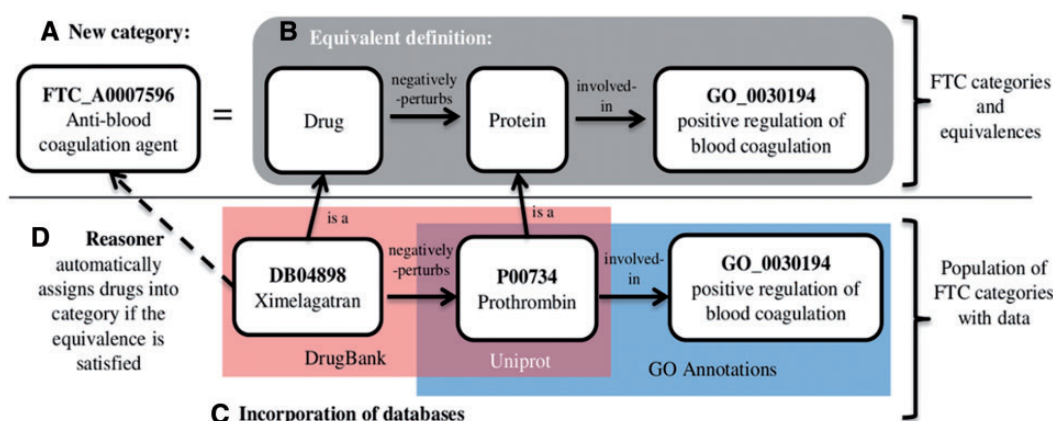 A New category:
FTC_A0007596
Anti-blood
coagulation agent
=
B Equivalent definition:
Drug
negatively
-perturbs
Protein
involved-
in
GO_0030194
positive regulation of
blood coagulation
FTC categories
and
equivalences
is a
is a
D Reasoner
automatically
assigns drugs into
category if the
equivalence is
satisfied
DB04898
Ximelagatran
negatively
-perturbs
P00734
Prothrombin
involved-
in
GO_0030194
positive regulation of
blood coagulation
DrugBank
Uniprot
GO Annotations
Population of
FTC categories
with data
C Incorporation of databases